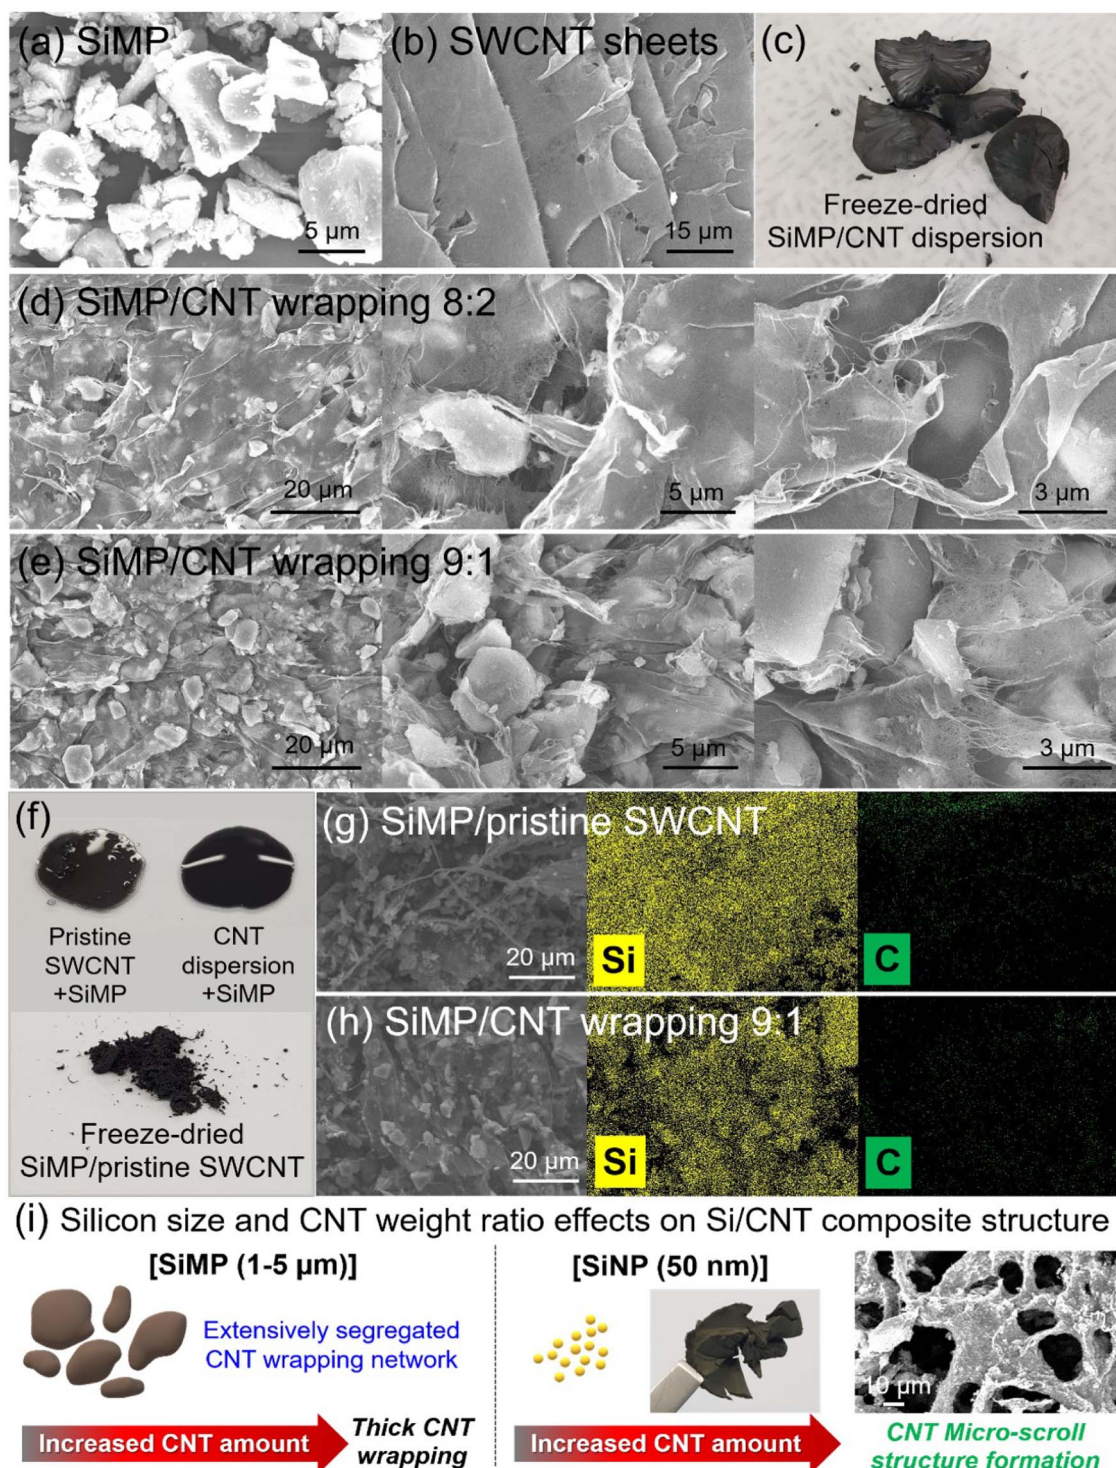 (a) SiMP
5 µm
(b) SWCNT sheets
15 µm
(c)
Freeze-dried
SiMP/CNT dispersion
(d) SiMP/CNT wrapping 8:2
20 µm
5 µm
3 µm
(e) SiMP/CNT wrapping 9:1
20 µm
5 µm
3 µm
(f)
Pristine
SWCNT
+SiMP
CNT
dispersion
+SiMP
Freeze-dried
SiMP/pristine SWCNT
(g) SiMP/pristine SWCNT
20 µm
Si
C
(h) SiMP/CNT wrapping 9:1
20 µm
Si
C
(i) Silicon size and CNT weight ratio effects on Si/CNT composite structure
[SiMP (1-5 µm)]
Extensively segregated
CNT wrapping network
Increased CNT amount
Thick CNT
wrapping
[SiNP (50 nm)]
Increased CNT amount
10 µm
CNT Micro-scroll
structure formation